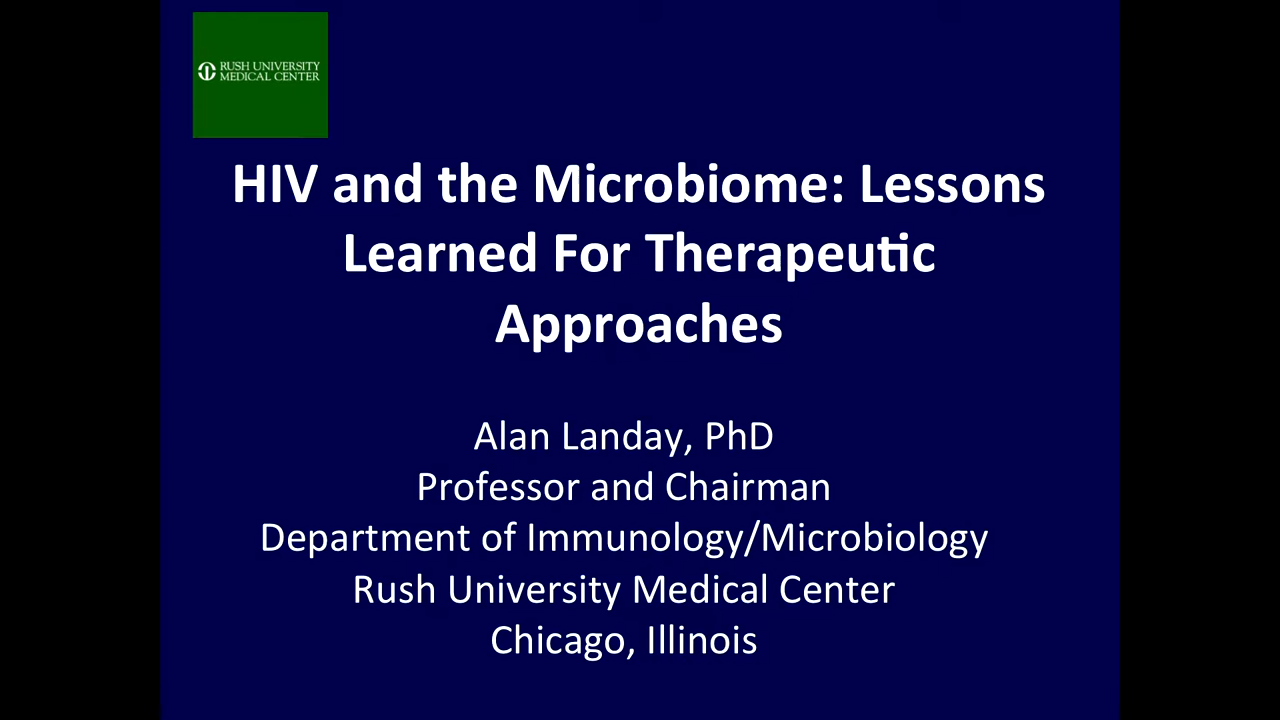 RUSH UNIVERSITY
MEDICAL CENTER
HIV and the Microbiome: Lessons
Learned For Therapeutic
Approaches
Alan Landay, PhD
Professor and Chairman
Department of Immunology/Microbiology
Rush University Medical Center
Chicago, Illinois